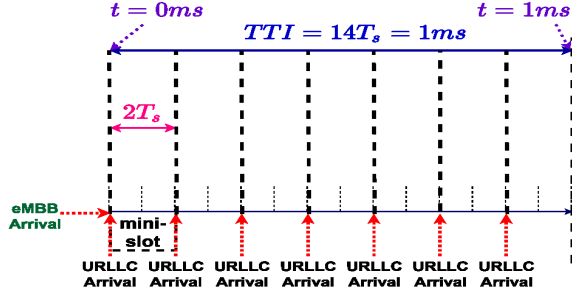 t = 0ms
t = 1ms
TTI = 14T_s = 1ms
2T_s
eMBB
Arrival
mini-
slot
URLLC URLLC URLLC URLLC URLLC URLLC URLLC
Arrival Arrival Arrival Arrival Arrival Arrival Arrival